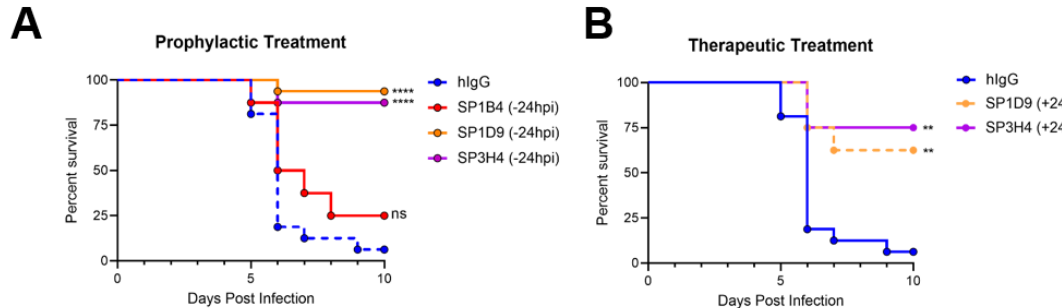 A
Prophylactic Treatment
Percent survival
100
75
50
25
0
0
5
10
Days Post Infection
****
****
ns
hIgG
SP1B4 (-24hpi)
SP1D9 (-24hpi)
SP3H4 (-24hpi)
B
Therapeutic Treatment
Percent survival
100
75
50
25
0
0
5
10
Days Post Infection
**
**
hIgG
SP1D9 (+24
SP3H4 (+24